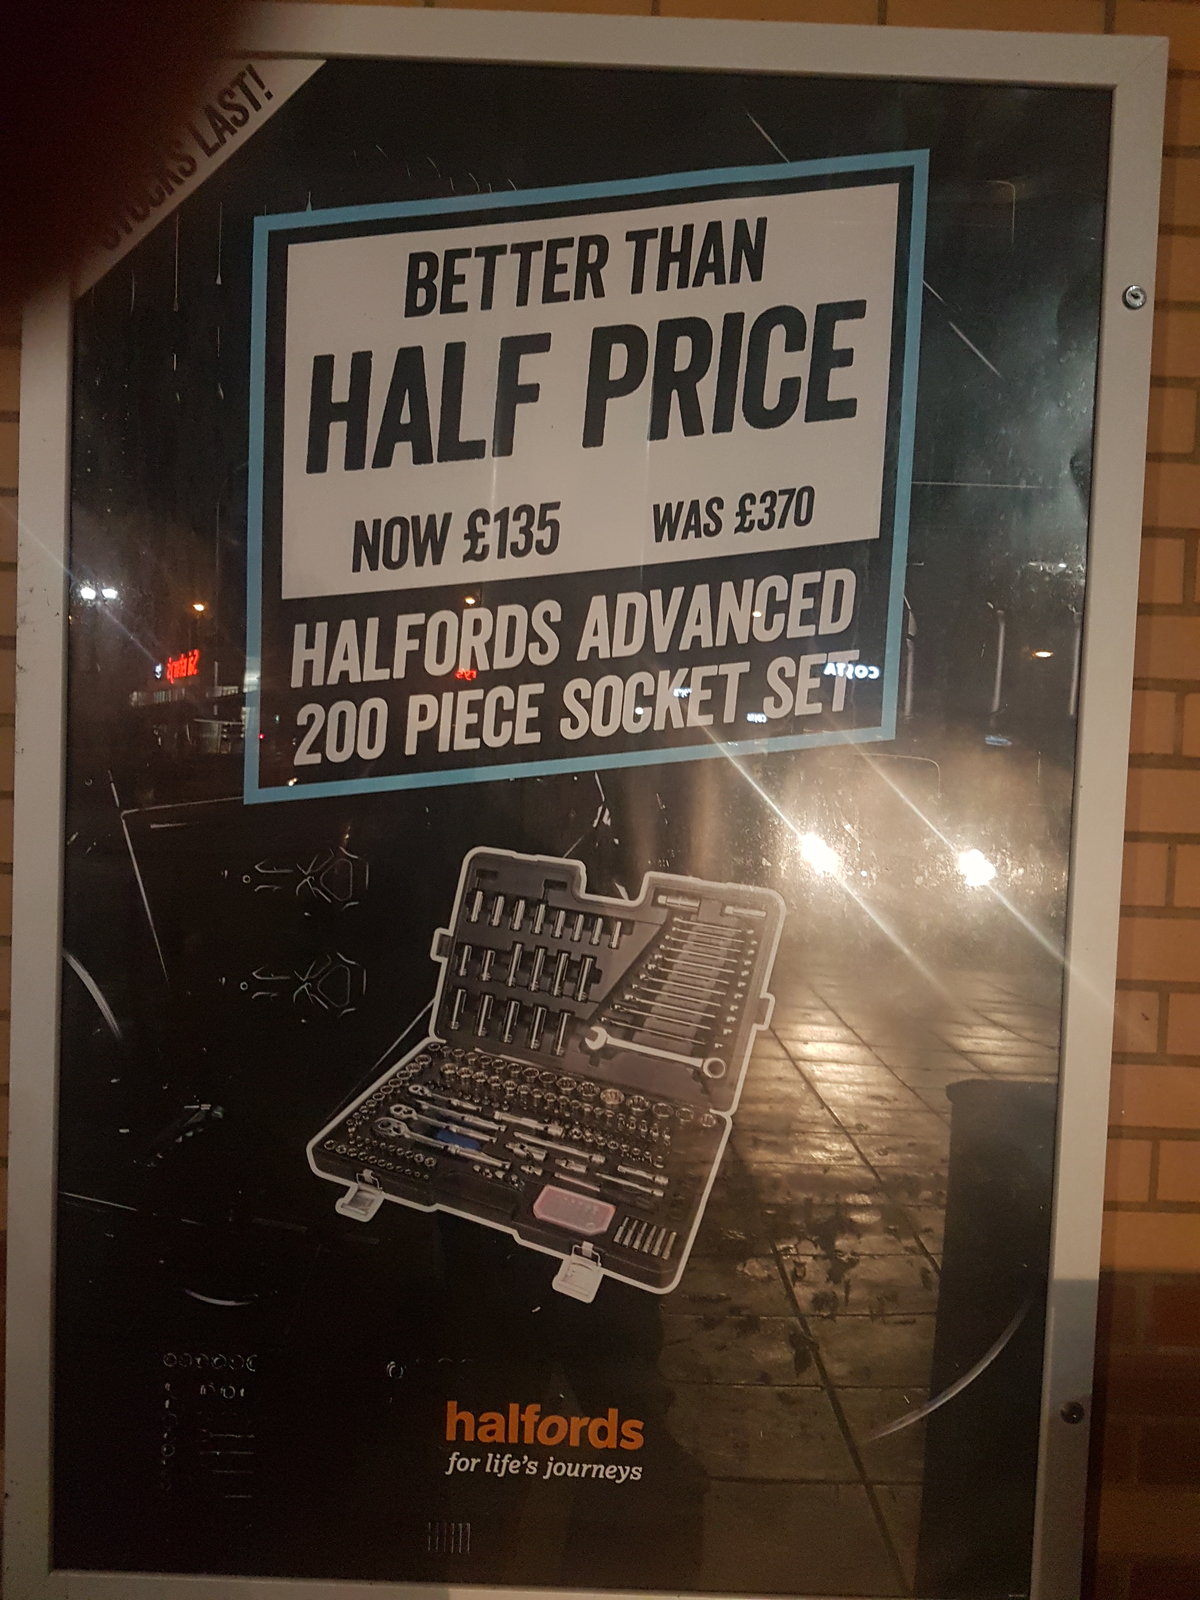 STOCKS LAST!
BETTER THAN
HALF PRICE
NOW £135 WAS £370
HALFORDS ADVANCED
200 PIECE SOCKET SET
COSTA
halfords
for life's journeys